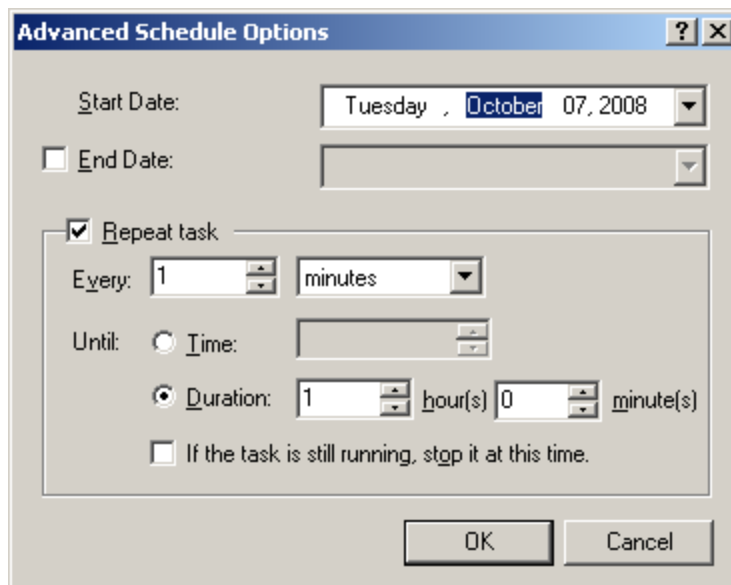 Advanced Schedule Options
Start Date: Tuesday , October 07, 2008
End Date:
Repeat task
Every: 1 minutes
Until: Time:
Duration: 1 hour(s) 0 minute(s)
If the task is still running, stop it at this time.
OK Cancel